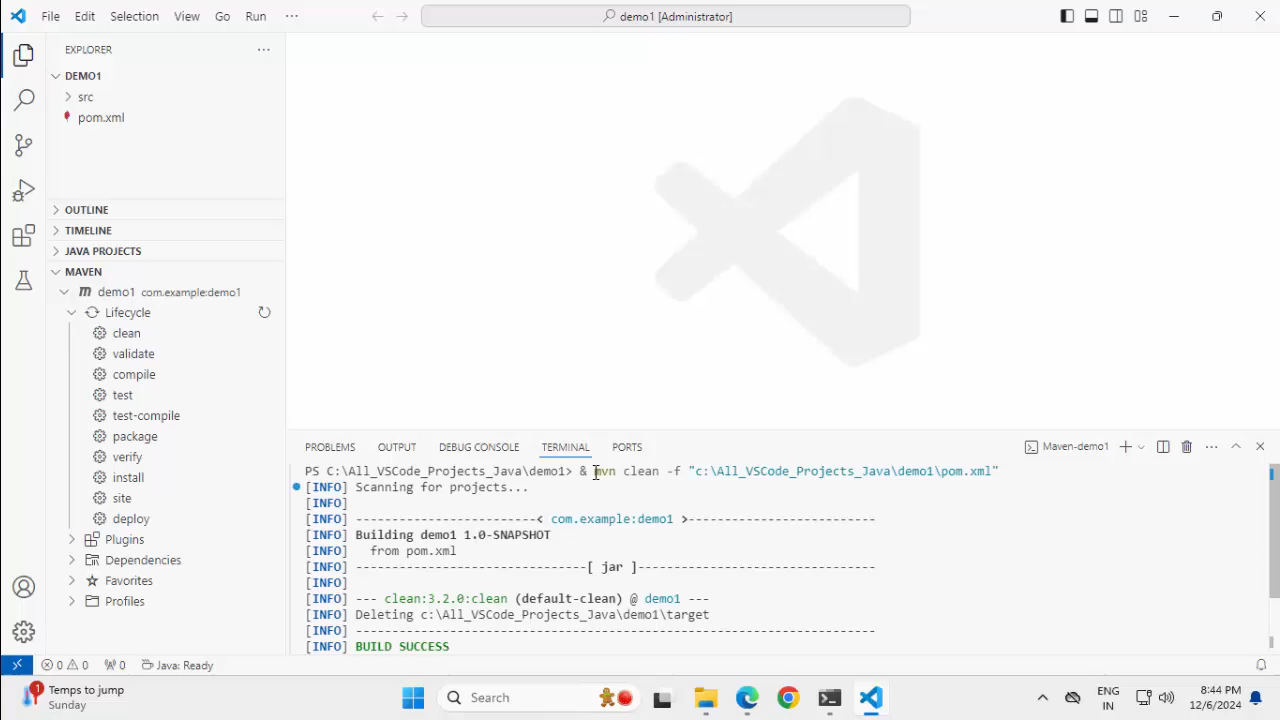 File Edit Selection View Go Run ··· demo1 [Administrator]
EXPLORER ···
DEMO1
src
pom.xml
OUTLINE
TIMELINE
JAVA PROJECTS
MAVEN
demo1 com.example:demo1
Lifecycle
clean
validate
compile
test
test-compile
package
verify
install
site
deploy
Plugins
Dependencies
Favorites
Profiles
PROBLEMS OUTPUT DEBUG CONSOLE TERMINAL PORTS Maven-demo1
PS C:\All_VSCode_Projects_Java\demo1> & mvn clean -f "c:\All_VSCode_Projects_Java\demo1\pom.xml"
[INFO] Scanning for projects...
[INFO]
[INFO] -------------------------< com.example:demo1 >--------------------------
[INFO] Building demo1 1.0-SNAPSHOT
[INFO]   from pom.xml
[INFO] --------------------------------[ jar ]---------------------------------
[INFO]
[INFO] --- clean:3.2.0:clean (default-clean) @ demo1 ---
[INFO] Deleting c:\All_VSCode_Projects_Java\demo1\target
[INFO] ------------------------------------------------------------------------
[INFO] BUILD SUCCESS
0 0 0 Java: Ready
1 Temps to jump
Sunday
Search
ENG
IN
8:44 PM
12/6/2024